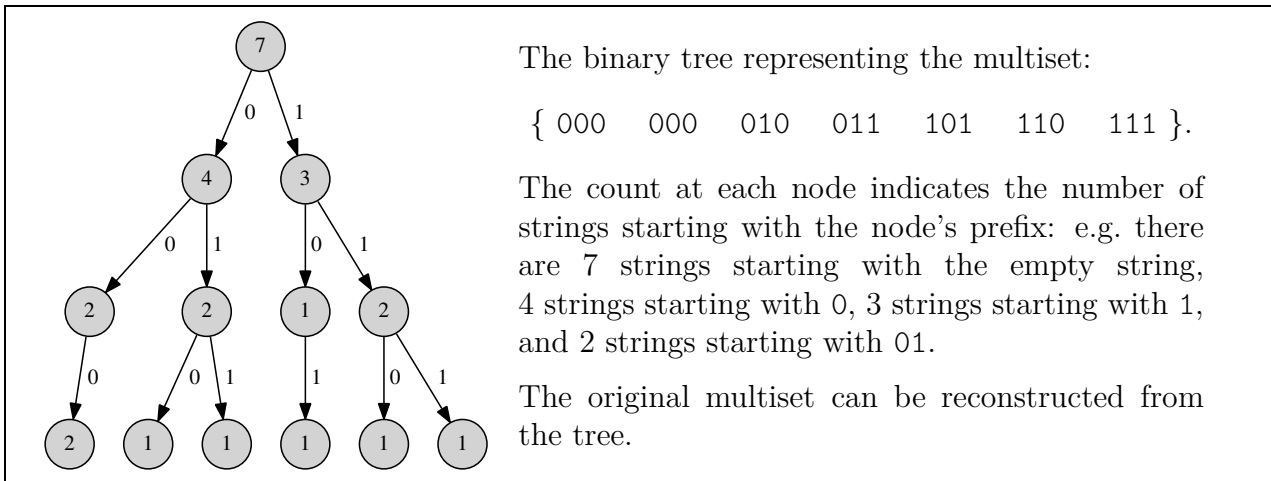 7
0 1
4 3
0 1 0 1
2 2 1 2
0 0 1 1 0 1
2 1 1 1 1 1
The binary tree representing the multiset:
{ 000 000 010 011 101 110 111 }.
The count at each node indicates the number of
strings starting with the node's prefix: e.g. there
are 7 strings starting with the empty string,
4 strings starting with 0, 3 strings starting with 1,
and 2 strings starting with 01.
The original multiset can be reconstructed from
the tree.